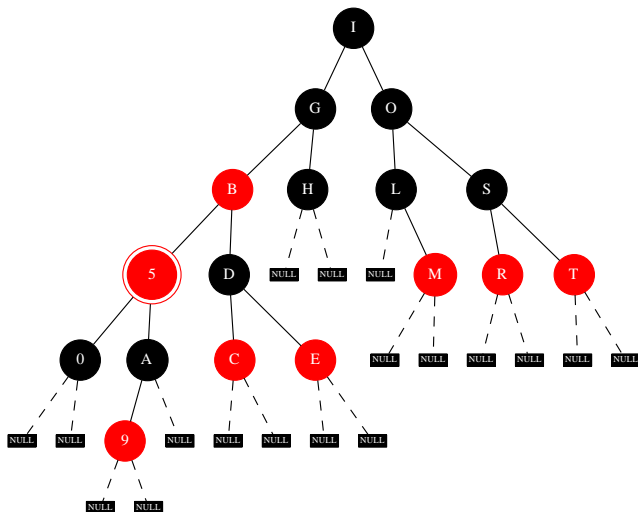 I
G O
B H L S
5 D NULL NULL NULL M R T
0 A C E NULL NULL NULL NULL NULL NULL
NULL NULL 9 NULL NULL NULL NULL NULL
NULL NULL